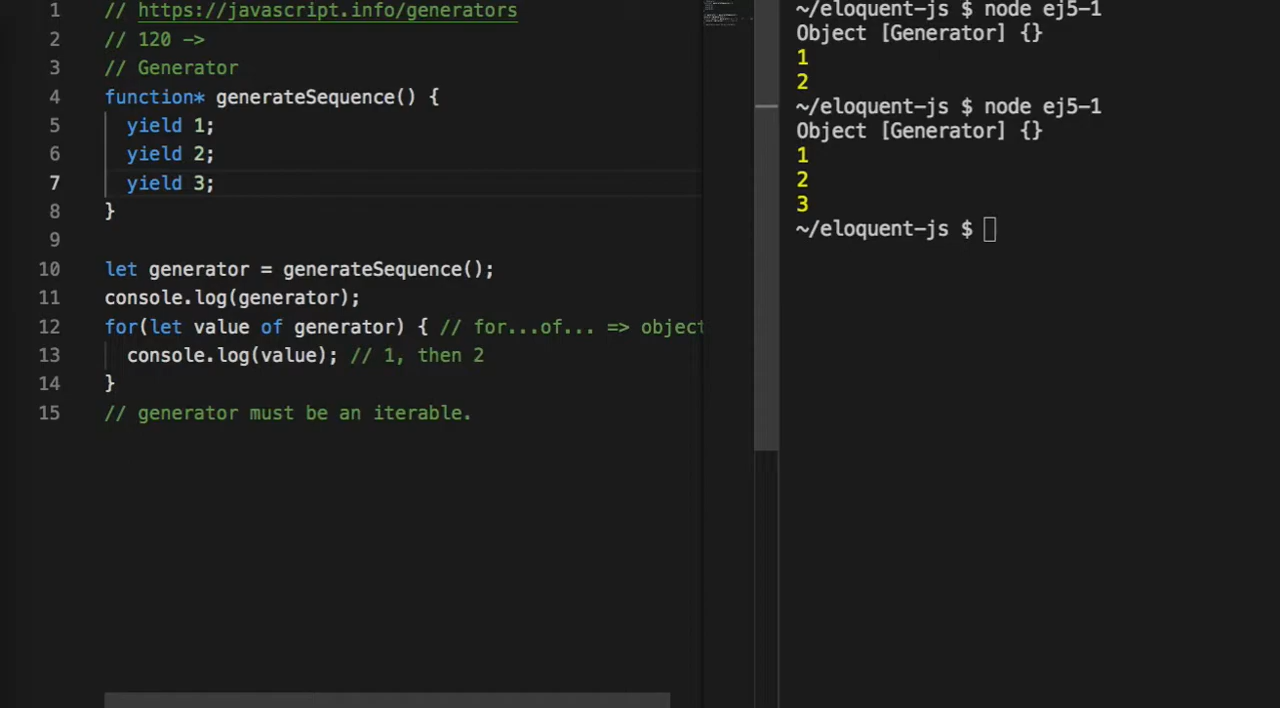 1 // https://javascript.info/generators
2 // 120 ->
3 // Generator
4 function* generateSequence() {
5 yield 1;
6 yield 2;
7 yield 3;
8 }
9
10 let generator = generateSequence();
11 console.log(generator);
12 for(let value of generator) { // for...of... => object
13 console.log(value); // 1, then 2
14 }
15 // generator must be an iterable.
~/eloquent-js $ node ej5-1
Object [Generator] {}
1
2
~/eloquent-js $ node ej5-1
Object [Generator] {}
1
2
3
~/eloquent-js $